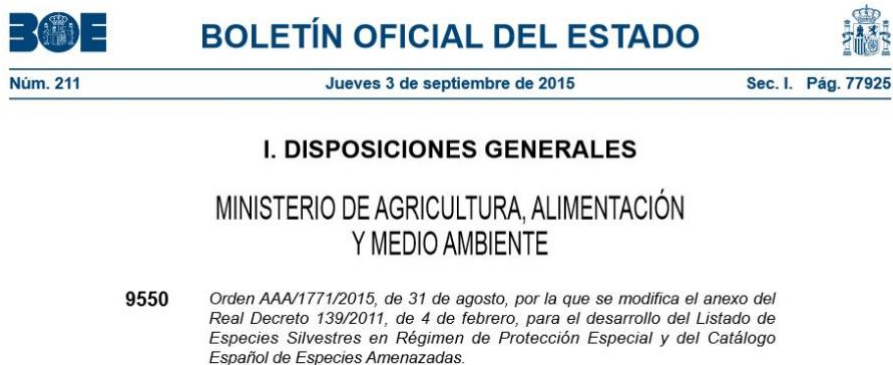 BOE
BOLETÍN OFICIAL DEL ESTADO
Núm. 211 Jueves 3 de septiembre de 2015 Sec. I. Pág. 77925
I. DISPOSICIONES GENERALES
MINISTERIO DE AGRICULTURA, ALIMENTACIÓN
Y MEDIO AMBIENTE
9550 Orden AAA/1771/2015, de 31 de agosto, por la que se modifica el anexo del
Real Decreto 139/2011, de 4 de febrero, para el desarrollo del Listado de
Especies Silvestres en Régimen de Protección Especial y del Catálogo
Español de Especies Amenazadas.